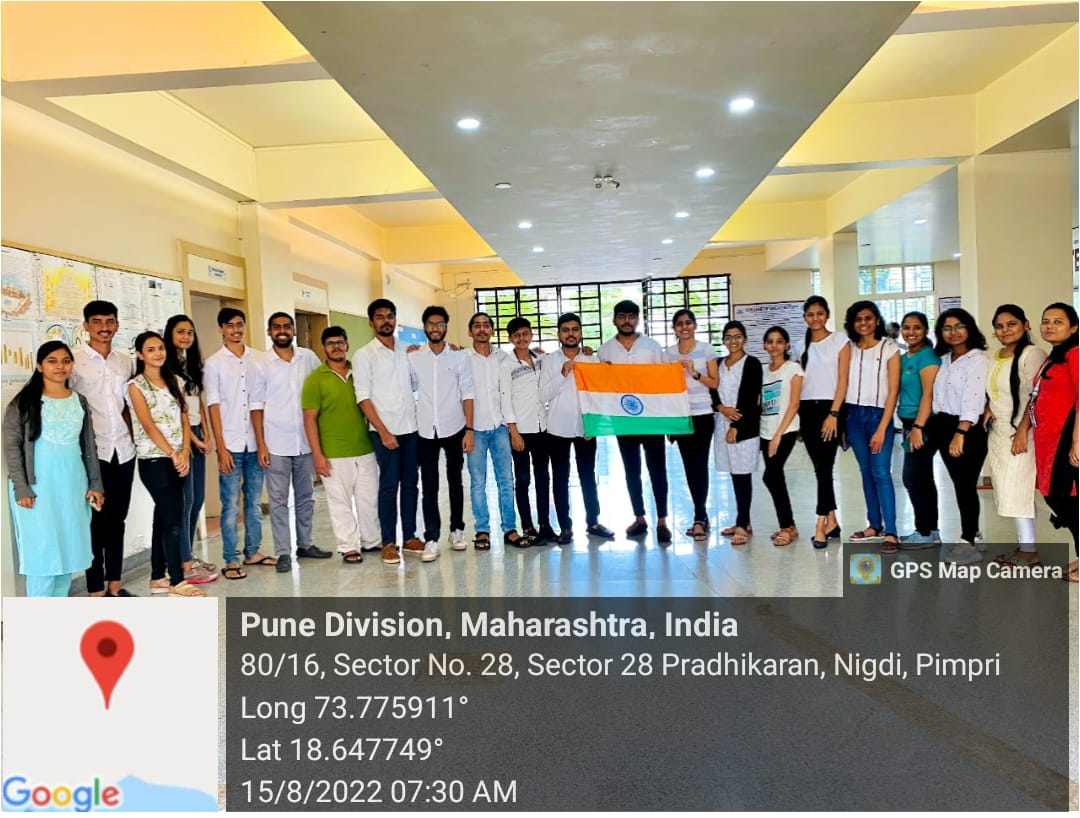 GPS Map Camera
Pune Division, Maharashtra, India
80/16, Sector No. 28, Sector 28 Pradhikaran, Nigdi, Pimpri
Long 73.775911°
Lat 18.647749°
15/8/2022 07:30 AM
Google